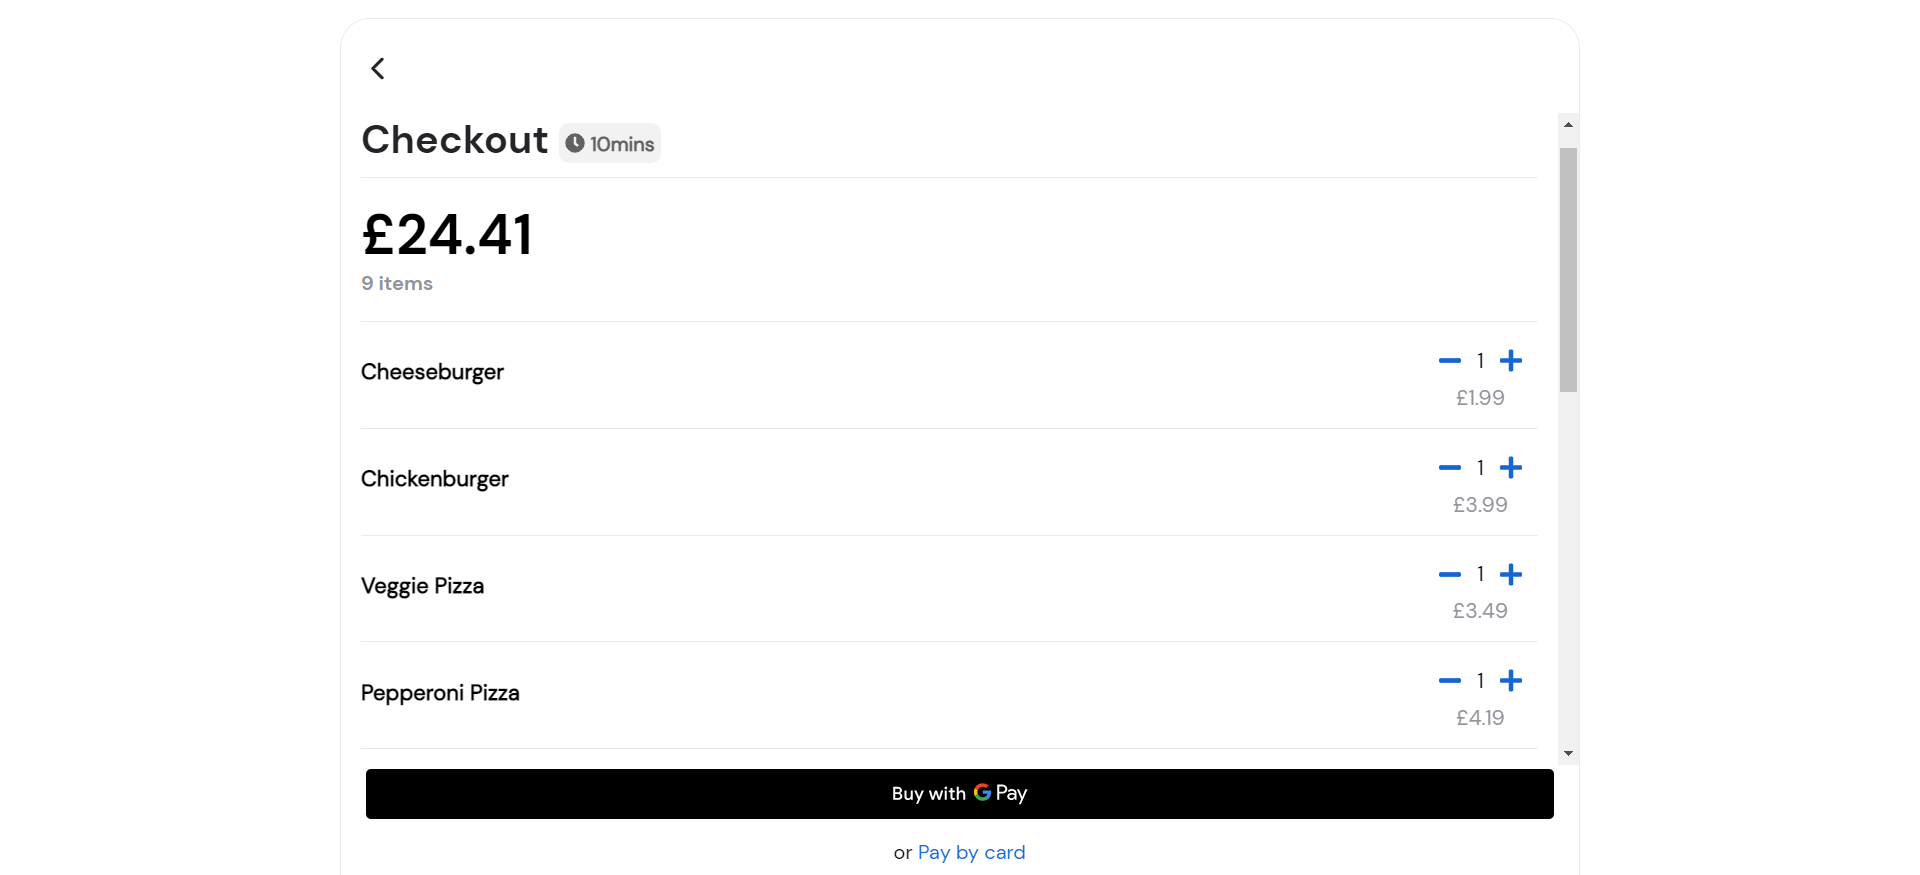 Checkout 10mins
£24.41
9 items
Cheeseburger 1
£1.99
Chickenburger 1
£3.99
Veggie Pizza 1
£3.49
Pepperoni Pizza 1
£4.19
Buy with G Pay
or Pay by card